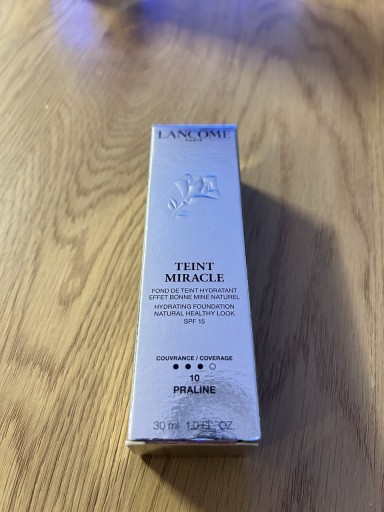 LANCÔME
PARIS
TEINT
MIRACLE
FOND DE TEINT HYDRATANT
EFFET BONNE MINE NATUREL
HYDRATING FOUNDATION
NATURAL HEALTHY LOOK
SPF 15
COUVRANCE / COVERAGE
10
PRALINE
30 ml 1.0 FL. OZ.